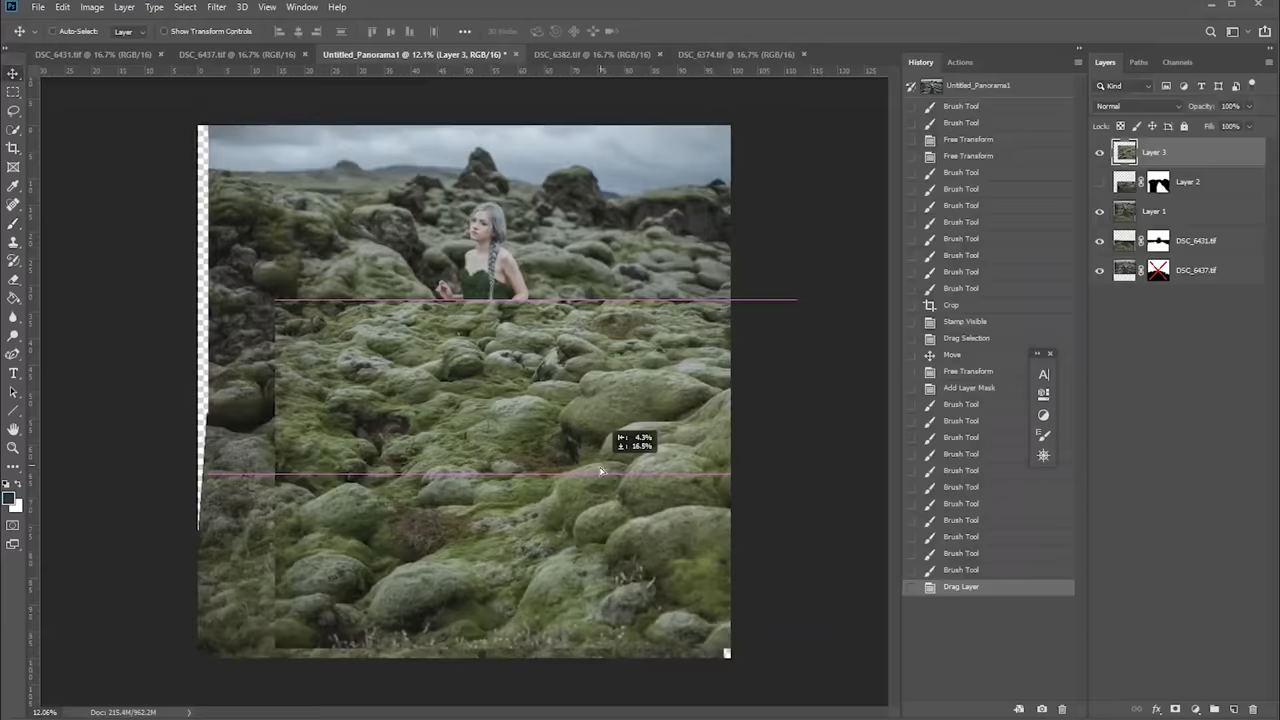 File Edit Image Layer Type Select Filter 3D View Window Help
Auto-Select: Layer Show Transform Controls 3D Mode:
DSC_6431.tif @ 16.7% (RGB/16) × DSC_6437.tif @ 16.7% (RGB/16) × Untitled_Panorama1 @ 12.1% (Layer 3, RGB/16) * × DSC_6382.tif @ 16.7% (RGB/16) × DSC_6374.tif @ 16.7% (RGB/16) ×
History Actions
Untitled_Panorama1
Brush Tool
Brush Tool
Free Transform
Free Transform
Brush Tool
Brush Tool
Brush Tool
Brush Tool
Brush Tool
Brush Tool
Brush Tool
Brush Tool
Crop
Stamp Visible
Drag Selection
Move
Free Transform
Add Layer Mask
Brush Tool
Brush Tool
Brush Tool
Brush Tool
Brush Tool
Brush Tool
Brush Tool
Brush Tool
Brush Tool
Brush Tool
Brush Tool
Drag Layer
Layers Paths Channels
Kind
Normal Opacity: 100%
Lock: Fill: 100%
Layer 3
Layer 2
Layer 1
DSC_6431.tif
DSC_6437.tif
4.3%
16.5%
12.06% Doc: 215.4M/962.2M